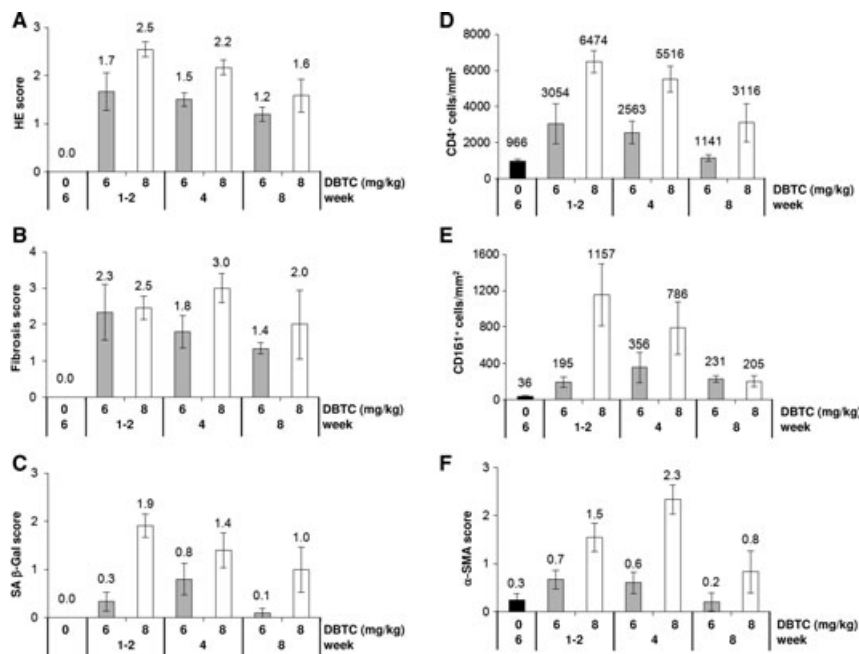 A
HE score
3
2
1
0
0.0
1.7
2.5
1.5
2.2
1.2
1.6
0 6 8 6 8 6 8 DBTC (mg/kg)
6 1-2 4 8 week
B
Fibrosis score
4
3
2
1
0
0.0
2.3
2.5
1.8
3.0
1.4
2.0
0 6 8 6 8 6 8 DBTC (mg/kg)
6 1-2 4 8 week
C
SA β-Gal score
3
2
1
0
0.0
0.3
1.9
0.8
1.4
0.1
1.0
0 6 8 6 8 6 8 DBTC (mg/kg)
1-2 4 8 week
D
CD4⁺ cells/mm²
8000
6000
4000
2000
0
966
3054
6474
2563
5516
1141
3116
0 6 8 6 8 6 8 DBTC (mg/kg)
6 1-2 4 8 week
E
CD161⁺ cells/mm²
1600
1200
800
400
0
36
195
1157
356
786
231
205
0 6 8 6 8 6 8 DBTC (mg/kg)
6 1-2 4 8 week
F
α-SMA score
3
2
1
0
0.3
0.7
1.5
0.6
2.3
0.2
0.8
0 6 8 6 8 6 8 DBTC (mg/kg)
6 1-2 4 8 week